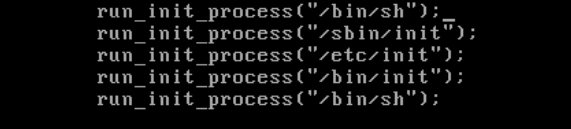 run_init_process("/bin/sh");_
run_init_process("/sbin/init");
run_init_process("/etc/init");
run_init_process("/bin/init");
run_init_process("/bin/sh");